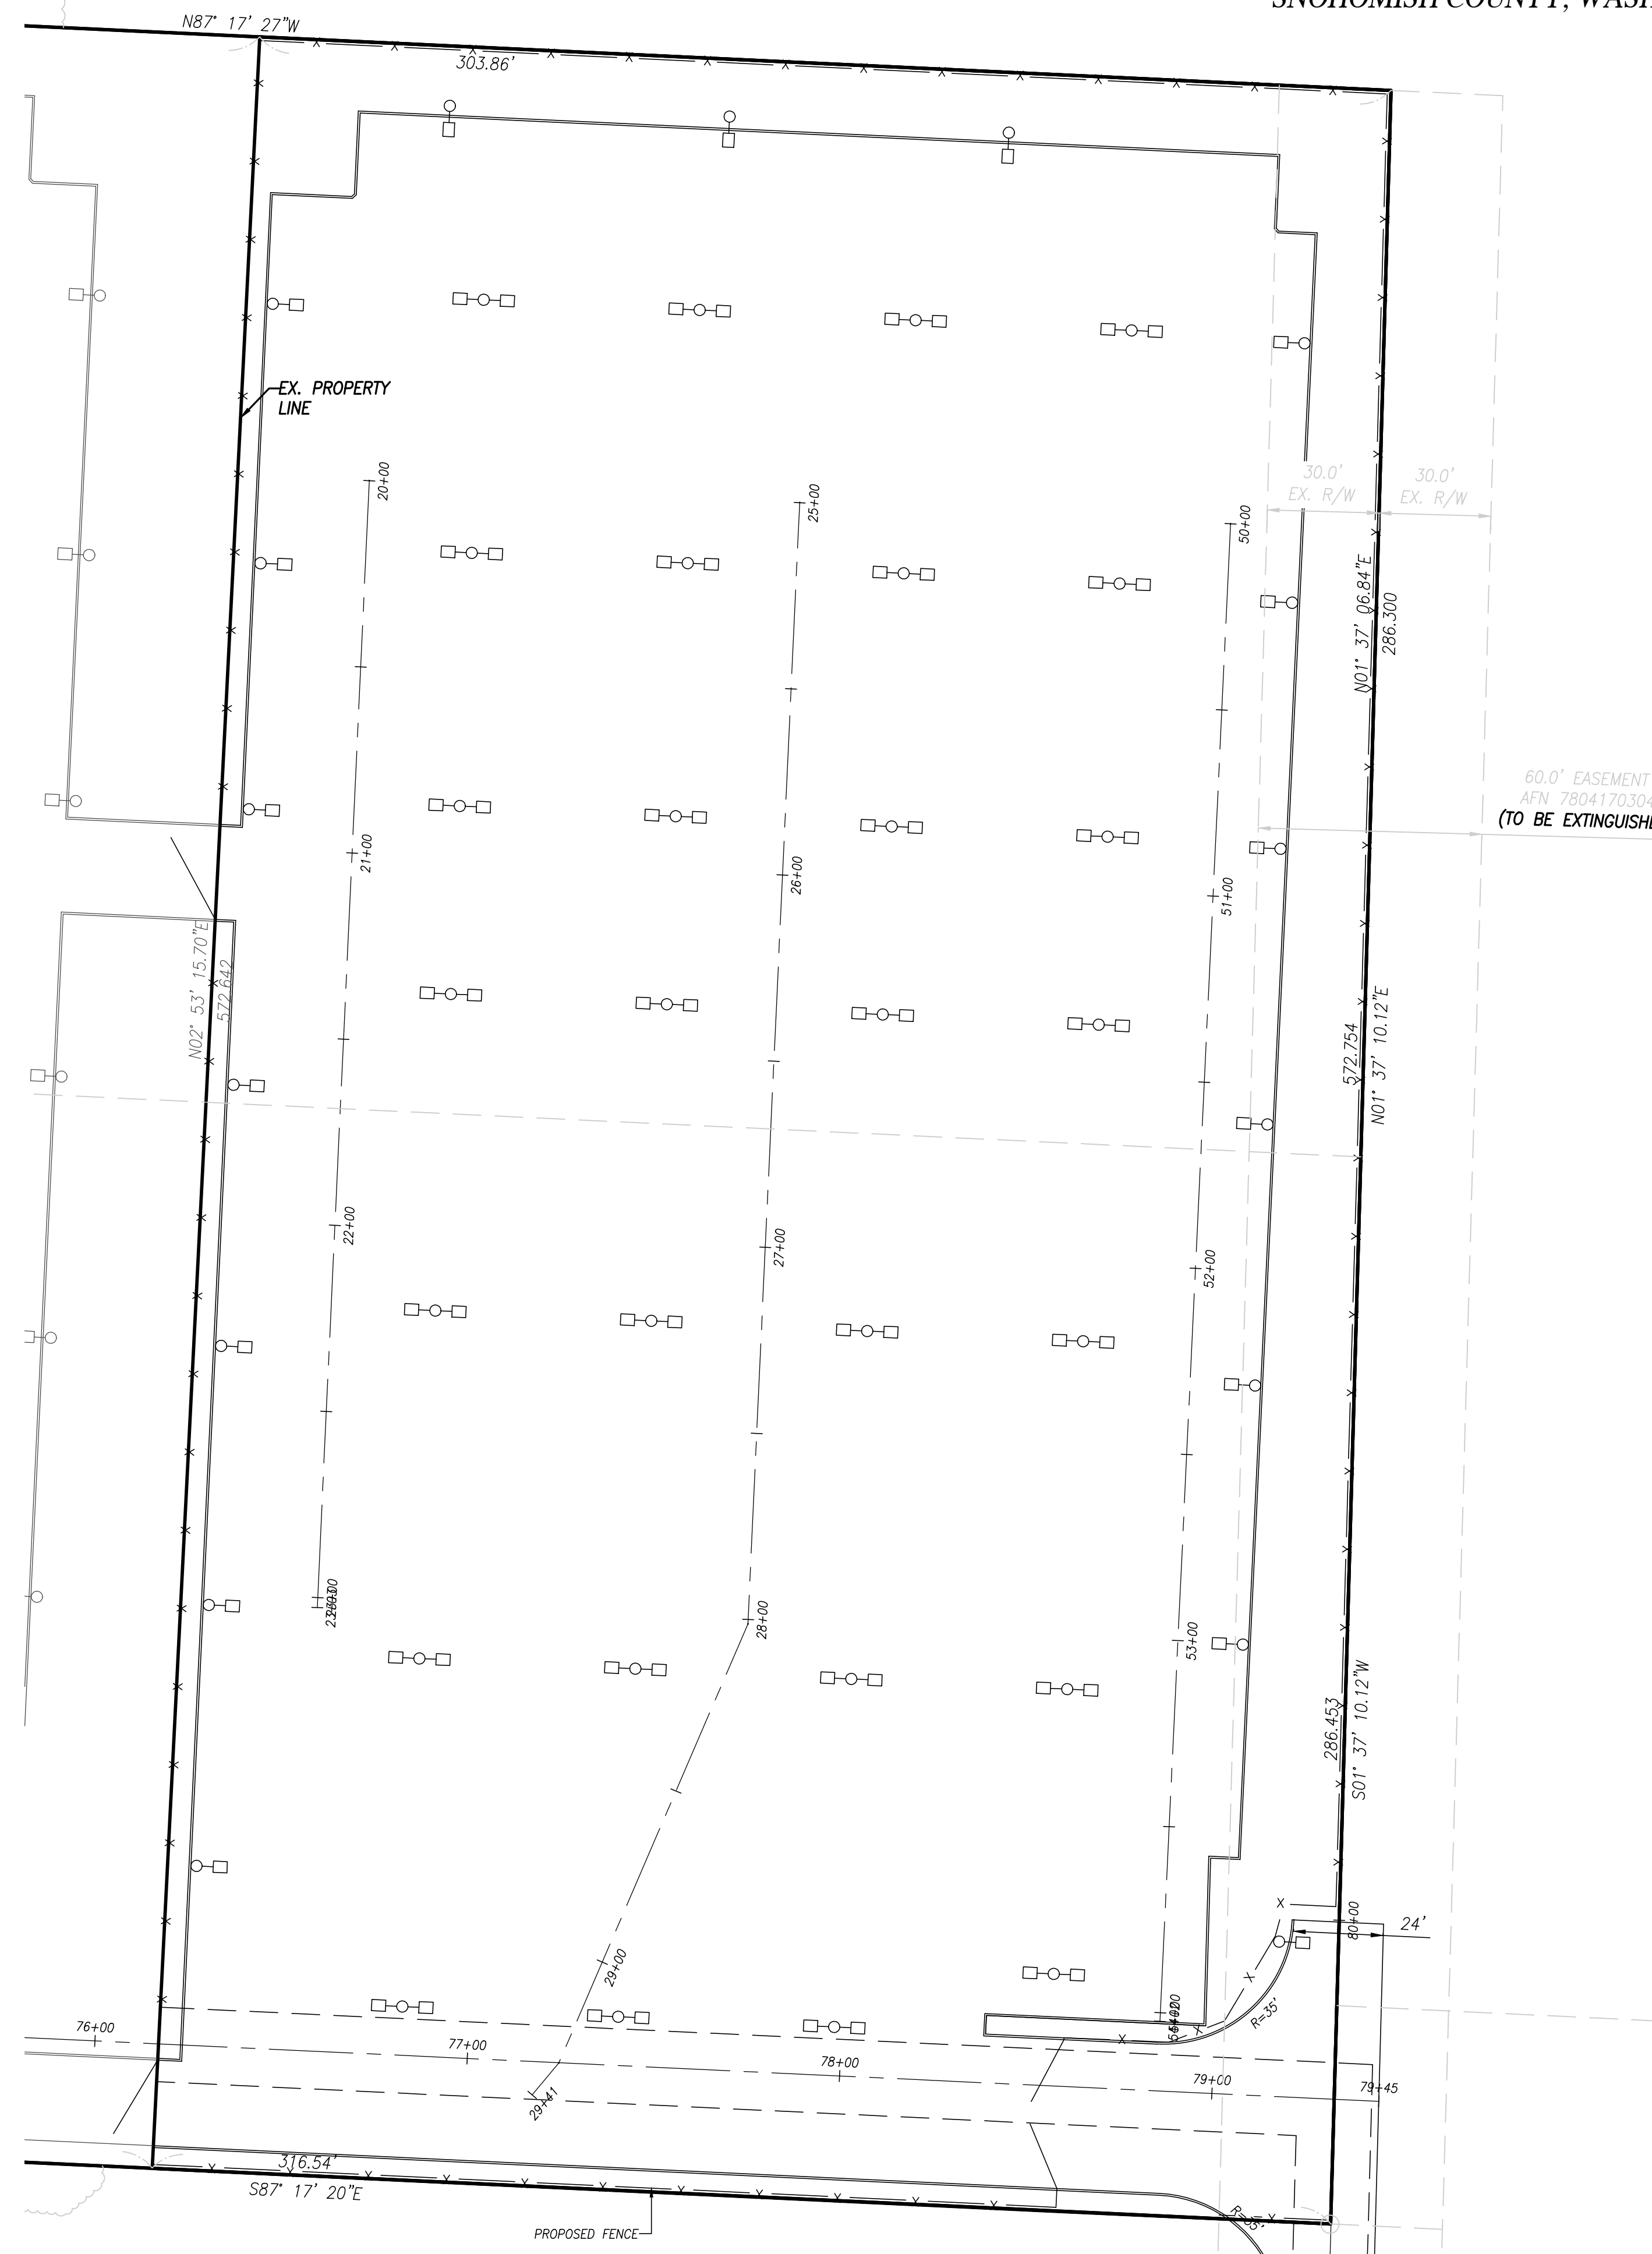 SNOHOMISH COUNTY, WASH
N87° 17' 27"W
303.86'
EX. PROPERTY
LINE
20+00
25+00
50+00
30.0'
EX. R/W
30.0'
EX. R/W
N01° 37' 06.84"E
286.300
60.0' EASEMENT
AFN 7804170304
(TO BE EXTINGUISHE
21+00
26+00
51+00
N02° 53' 15.70"E
572.642
572.754
N01° 37' 10.12"E
22+00
27+00
52+00
28+00
53+00
286.453
S01° 37' 10.12"W
29+00
80+00
24'
R=35'
76+00
77+00
78+00
79+00
79+45
29+41
316.54'
S87° 17' 20"E
R=35'
PROPOSED FENCE